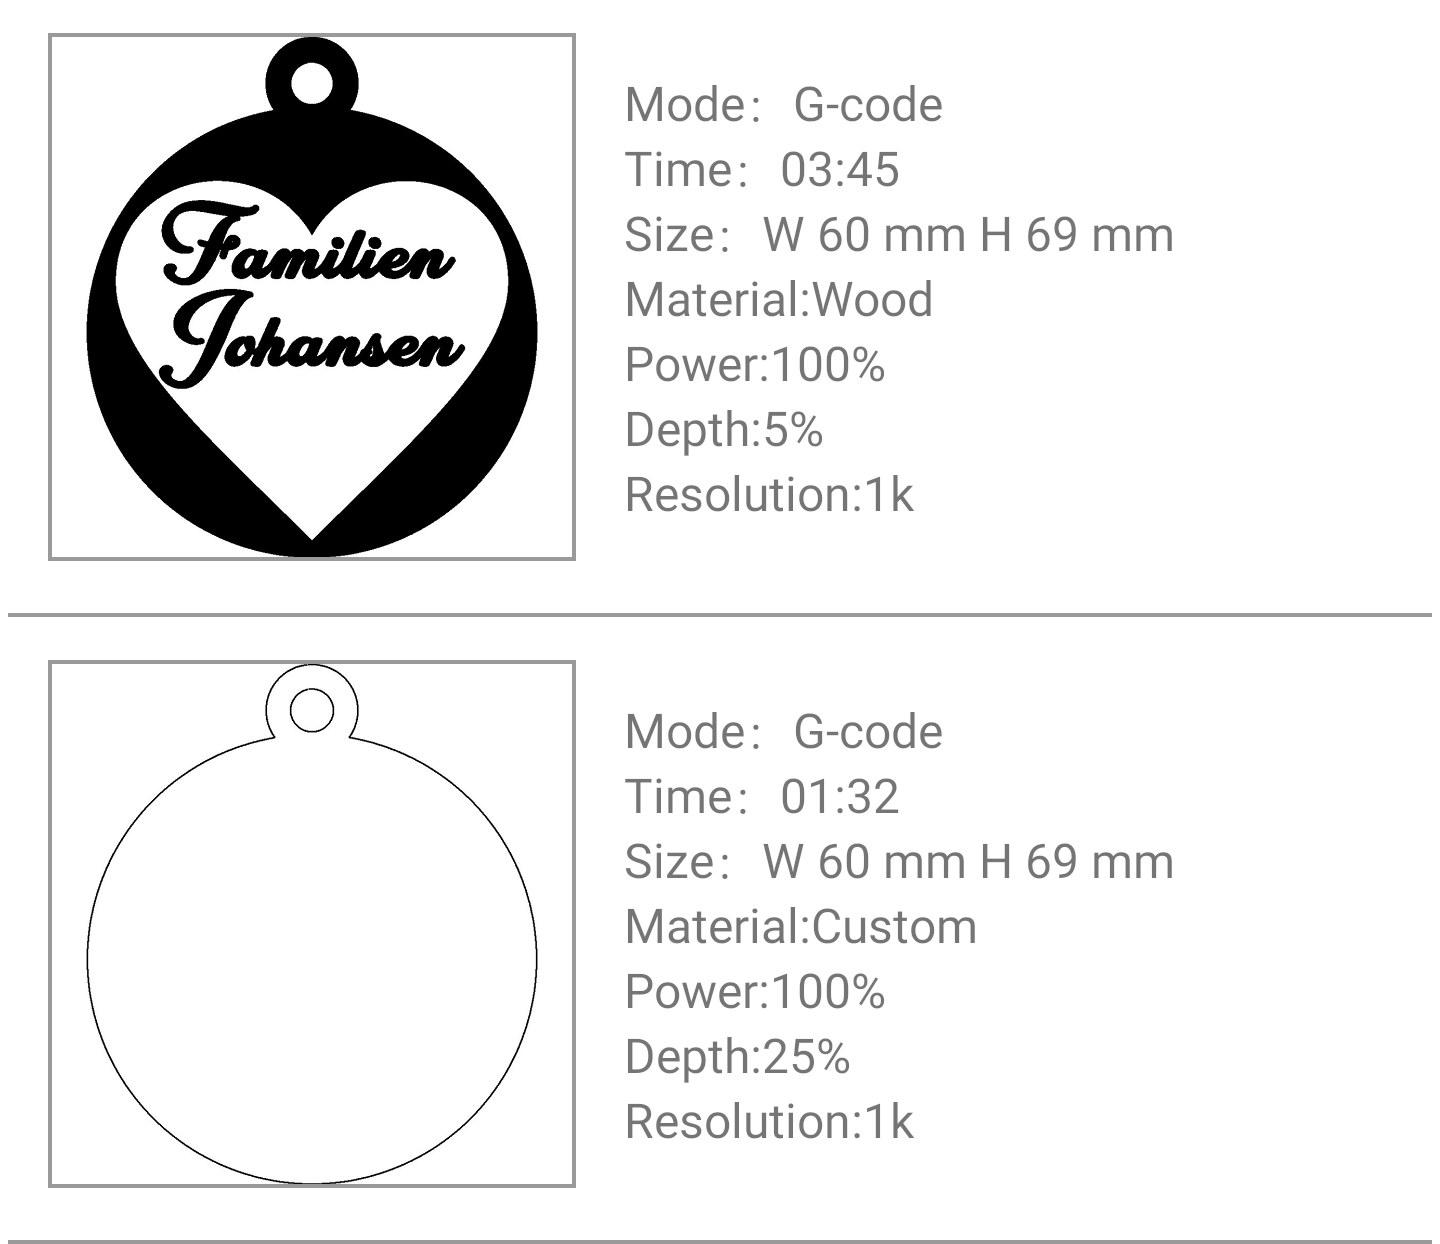 Familien
Johansen
Mode: G-code
Time: 03:45
Size: W 60 mm H 69 mm
Material:Wood
Power:100%
Depth:5%
Resolution:1k
Mode: G-code
Time: 01:32
Size: W 60 mm H 69 mm
Material:Custom
Power:100%
Depth:25%
Resolution:1k